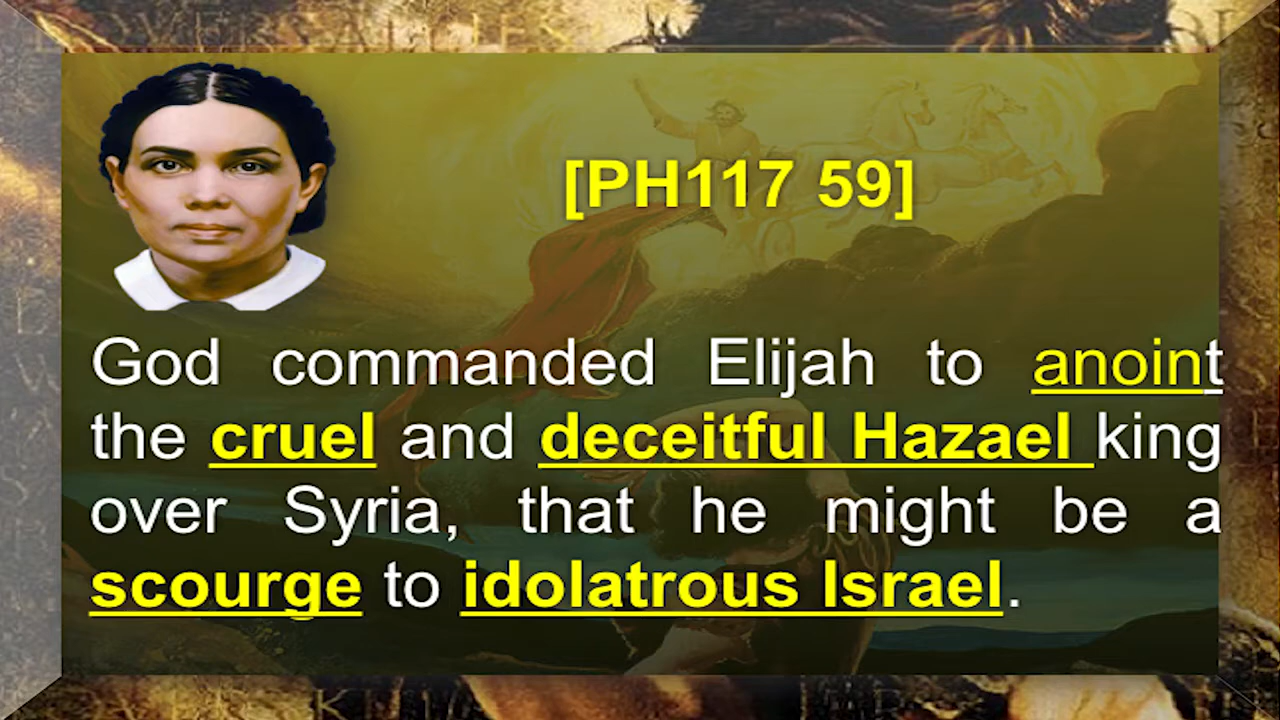 [PH117 59]
God commanded Elijah to anoint
the cruel and deceitful Hazael king
over Syria, that he might be a
scourge to idolatrous Israel.